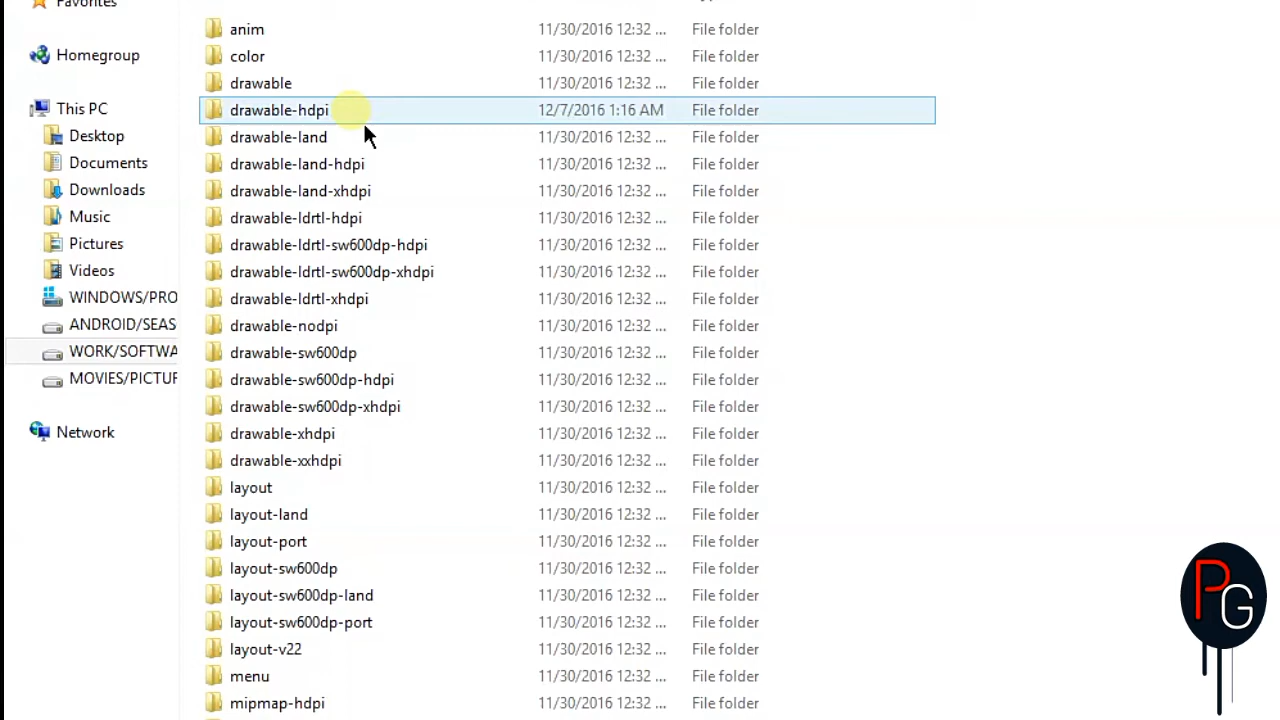 Favorites
Homegroup
This PC
Desktop
Documents
Downloads
Music
Pictures
Videos
WINDOWS/PRO
ANDROID/SEAS
WORK/SOFTWA
MOVIES/PICTUF
Network
anim 11/30/2016 12:32 ... File folder
color 11/30/2016 12:32 ... File folder
drawable 11/30/2016 12:32 ... File folder
drawable-hdpi 12/7/2016 1:16 AM File folder
drawable-land 11/30/2016 12:32 ... File folder
drawable-land-hdpi 11/30/2016 12:32 ... File folder
drawable-land-xhdpi 11/30/2016 12:32 ... File folder
drawable-ldrtl-hdpi 11/30/2016 12:32 ... File folder
drawable-ldrtl-sw600dp-hdpi 11/30/2016 12:32 ... File folder
drawable-ldrtl-sw600dp-xhdpi 11/30/2016 12:32 ... File folder
drawable-ldrtl-xhdpi 11/30/2016 12:32 ... File folder
drawable-nodpi 11/30/2016 12:32 ... File folder
drawable-sw600dp 11/30/2016 12:32 ... File folder
drawable-sw600dp-hdpi 11/30/2016 12:32 ... File folder
drawable-sw600dp-xhdpi 11/30/2016 12:32 ... File folder
drawable-xhdpi 11/30/2016 12:32 ... File folder
drawable-xxhdpi 11/30/2016 12:32 ... File folder
layout 11/30/2016 12:32 ... File folder
layout-land 11/30/2016 12:32 ... File folder
layout-port 11/30/2016 12:32 ... File folder
layout-sw600dp 11/30/2016 12:32 ... File folder
layout-sw600dp-land 11/30/2016 12:32 ... File folder
layout-sw600dp-port 11/30/2016 12:32 ... File folder
layout-v22 11/30/2016 12:32 ... File folder
menu 11/30/2016 12:32 ... File folder
mipmap-hdpi 11/30/2016 12:32 ... File folder
PG